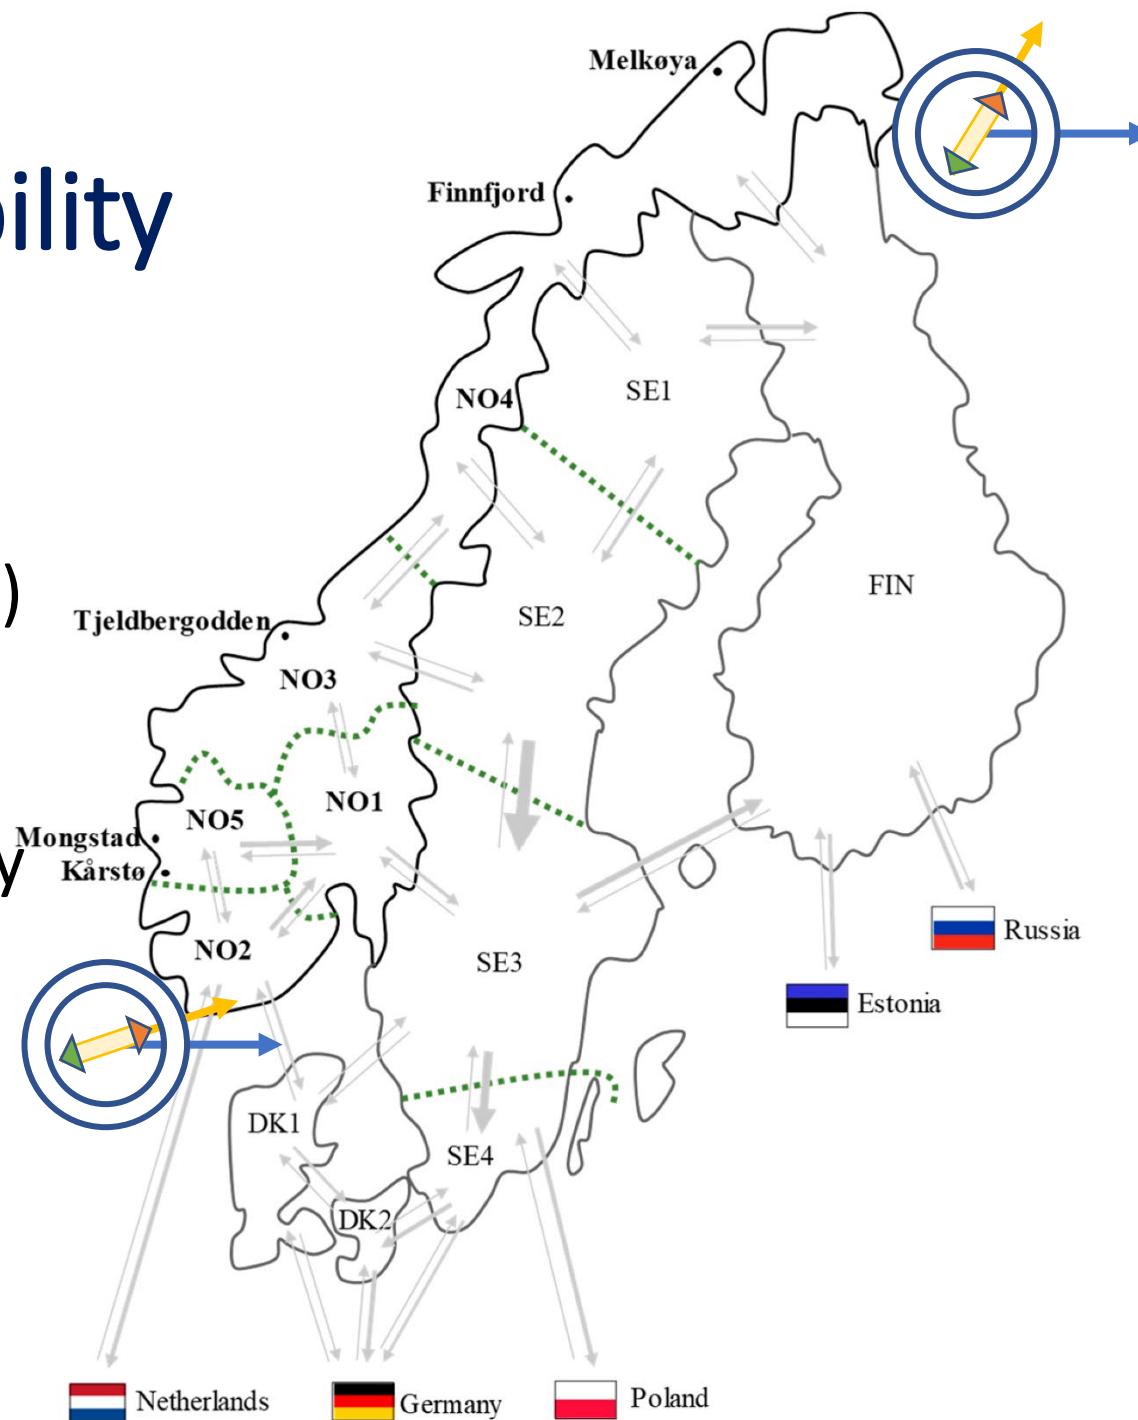 Melkøya
bility
Finnfjord
SE1
NO4
)
FIN
SE2
Tjeldbergodden
NO3
NO1
NO5
Mongstad
y
Kårstø
Russia
NO2
SE3
Estonia
DK1
SE4
DK2
Netherlands
Germany
Poland